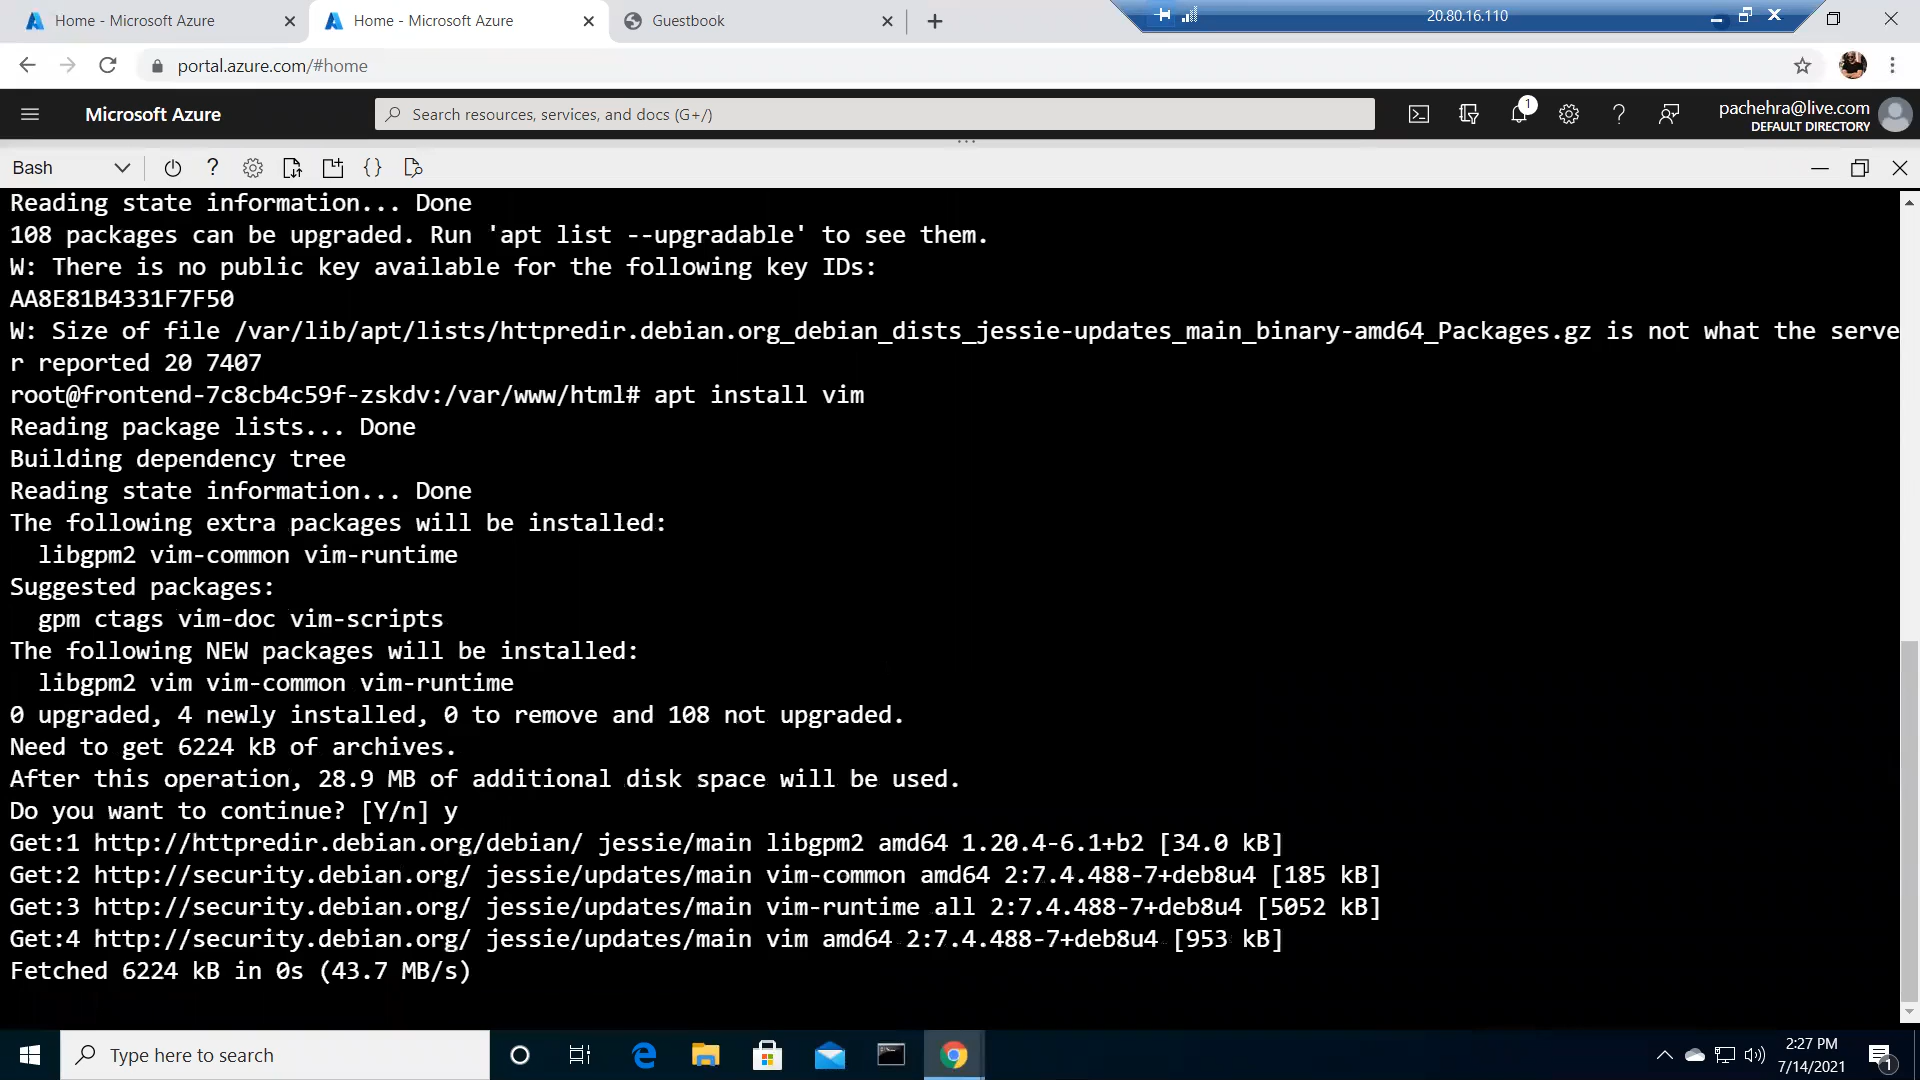 Home - Microsoft Azure
Home - Microsoft Azure
Guestbook
20.80.16.110
portal.azure.com/#home
Microsoft Azure
Search resources, services, and docs (G+/)
1
pachehra@live.com
DEFAULT DIRECTORY
Bash
Reading state information... Done
108 packages can be upgraded. Run 'apt list --upgradable' to see them.
W: There is no public key available for the following key IDs:
AA8E81B4331F7F50
W: Size of file /var/lib/apt/lists/httpredir.debian.org_debian_dists_jessie-updates_main_binary-amd64_Packages.gz is not what the serve
r reported 20 7407
root@frontend-7c8cb4c59f-zskdv:/var/www/html# apt install vim
Reading package lists... Done
Building dependency tree
Reading state information... Done
The following extra packages will be installed:
  libgpm2 vim-common vim-runtime
Suggested packages:
  gpm ctags vim-doc vim-scripts
The following NEW packages will be installed:
  libgpm2 vim vim-common vim-runtime
0 upgraded, 4 newly installed, 0 to remove and 108 not upgraded.
Need to get 6224 kB of archives.
After this operation, 28.9 MB of additional disk space will be used.
Do you want to continue? [Y/n] y
Get:1 http://httpredir.debian.org/debian/ jessie/main libgpm2 amd64 1.20.4-6.1+b2 [34.0 kB]
Get:2 http://security.debian.org/ jessie/updates/main vim-common amd64 2:7.4.488-7+deb8u4 [185 kB]
Get:3 http://security.debian.org/ jessie/updates/main vim-runtime all 2:7.4.488-7+deb8u4 [5052 kB]
Get:4 http://security.debian.org/ jessie/updates/main vim amd64 2:7.4.488-7+deb8u4 [953 kB]
Fetched 6224 kB in 0s (43.7 MB/s)
Type here to search
2:27 PM
7/14/2021
1